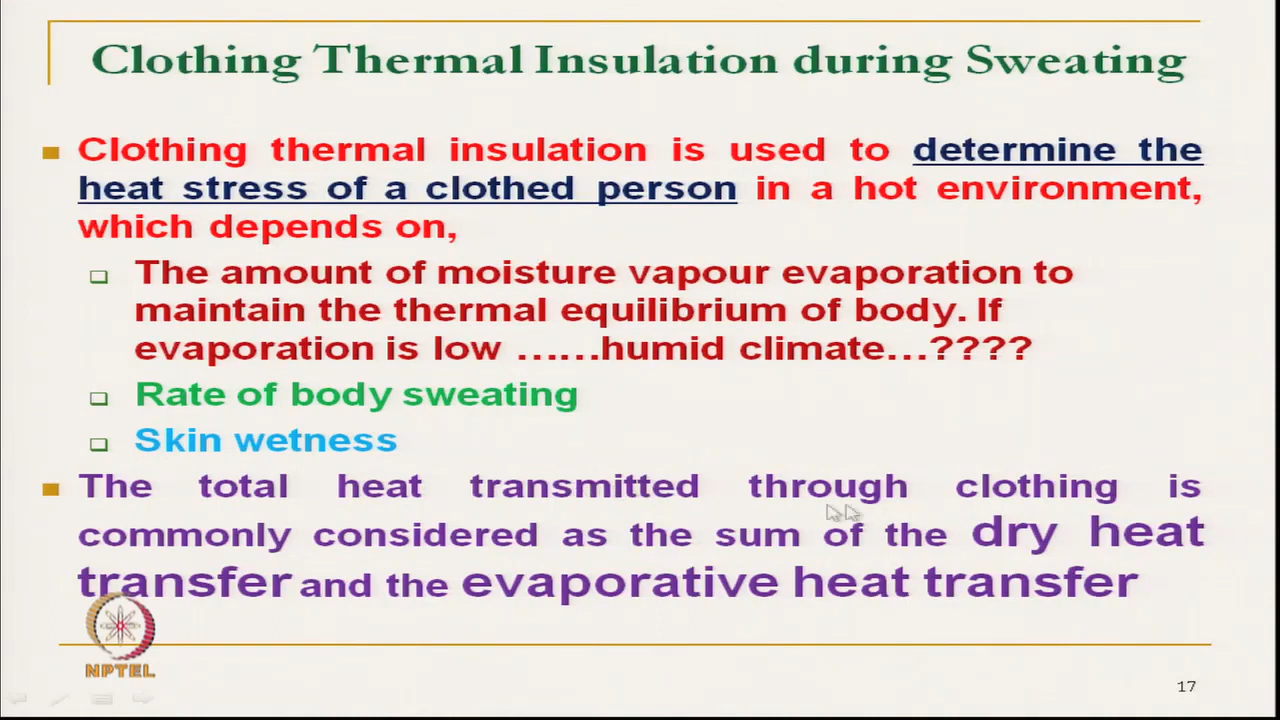 Clothing Thermal Insulation during Sweating
Clothing thermal insulation is used to determine the
heat stress of a clothed person in a hot environment,
which depends on,
The amount of moisture vapour evaporation to
maintain the thermal equilibrium of body. If
evaporation is low ……humid climate…????
Rate of body sweating
Skin wetness
The total heat transmitted through clothing is
commonly considered as the sum of the dry heat
transfer and the evaporative heat transfer
NPTEL
17